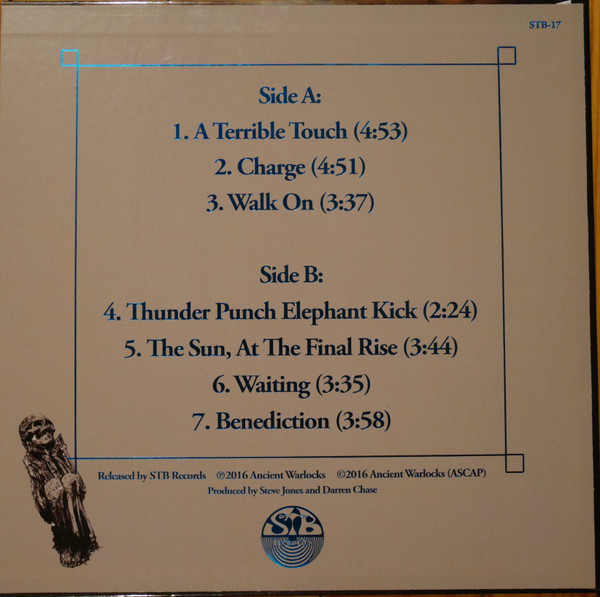 STB-17
Side A:
1. A Terrible Touch (4:53)
2. Charge (4:51)
3. Walk On (3:37)
Side B:
4. Thunder Punch Elephant Kick (2:24)
5. The Sun, At The Final Rise (3:44)
6. Waiting (3:35)
7. Benediction (3:58)
Released by STB Records ℗2016 Ancient Warlocks ©2016 Ancient Warlocks (ASCAP)
Produced by Steve Jones and Darren Chase
STB